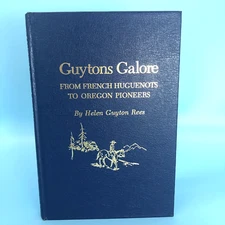 Guytons Galore
FROM FRENCH HUGUENOTS
TO OREGON PIONEERS
By Helen Guyton Rees